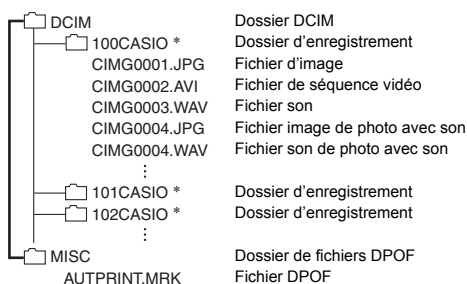 DCIM Dossier DCIM
100CASIO * Dossier d'enregistrement
CIMG0001.JPG Fichier d'image
CIMG0002.AVI Fichier de séquence vidéo
CIMG0003.WAV Fichier son
CIMG0004.JPG Fichier image de photo avec son
CIMG0004.WAV Fichier son de photo avec son
101CASIO * Dossier d'enregistrement
102CASIO * Dossier d'enregistrement
MISC Dossier de fichiers DPOF
AUTPRINT.MRK Fichier DPOF